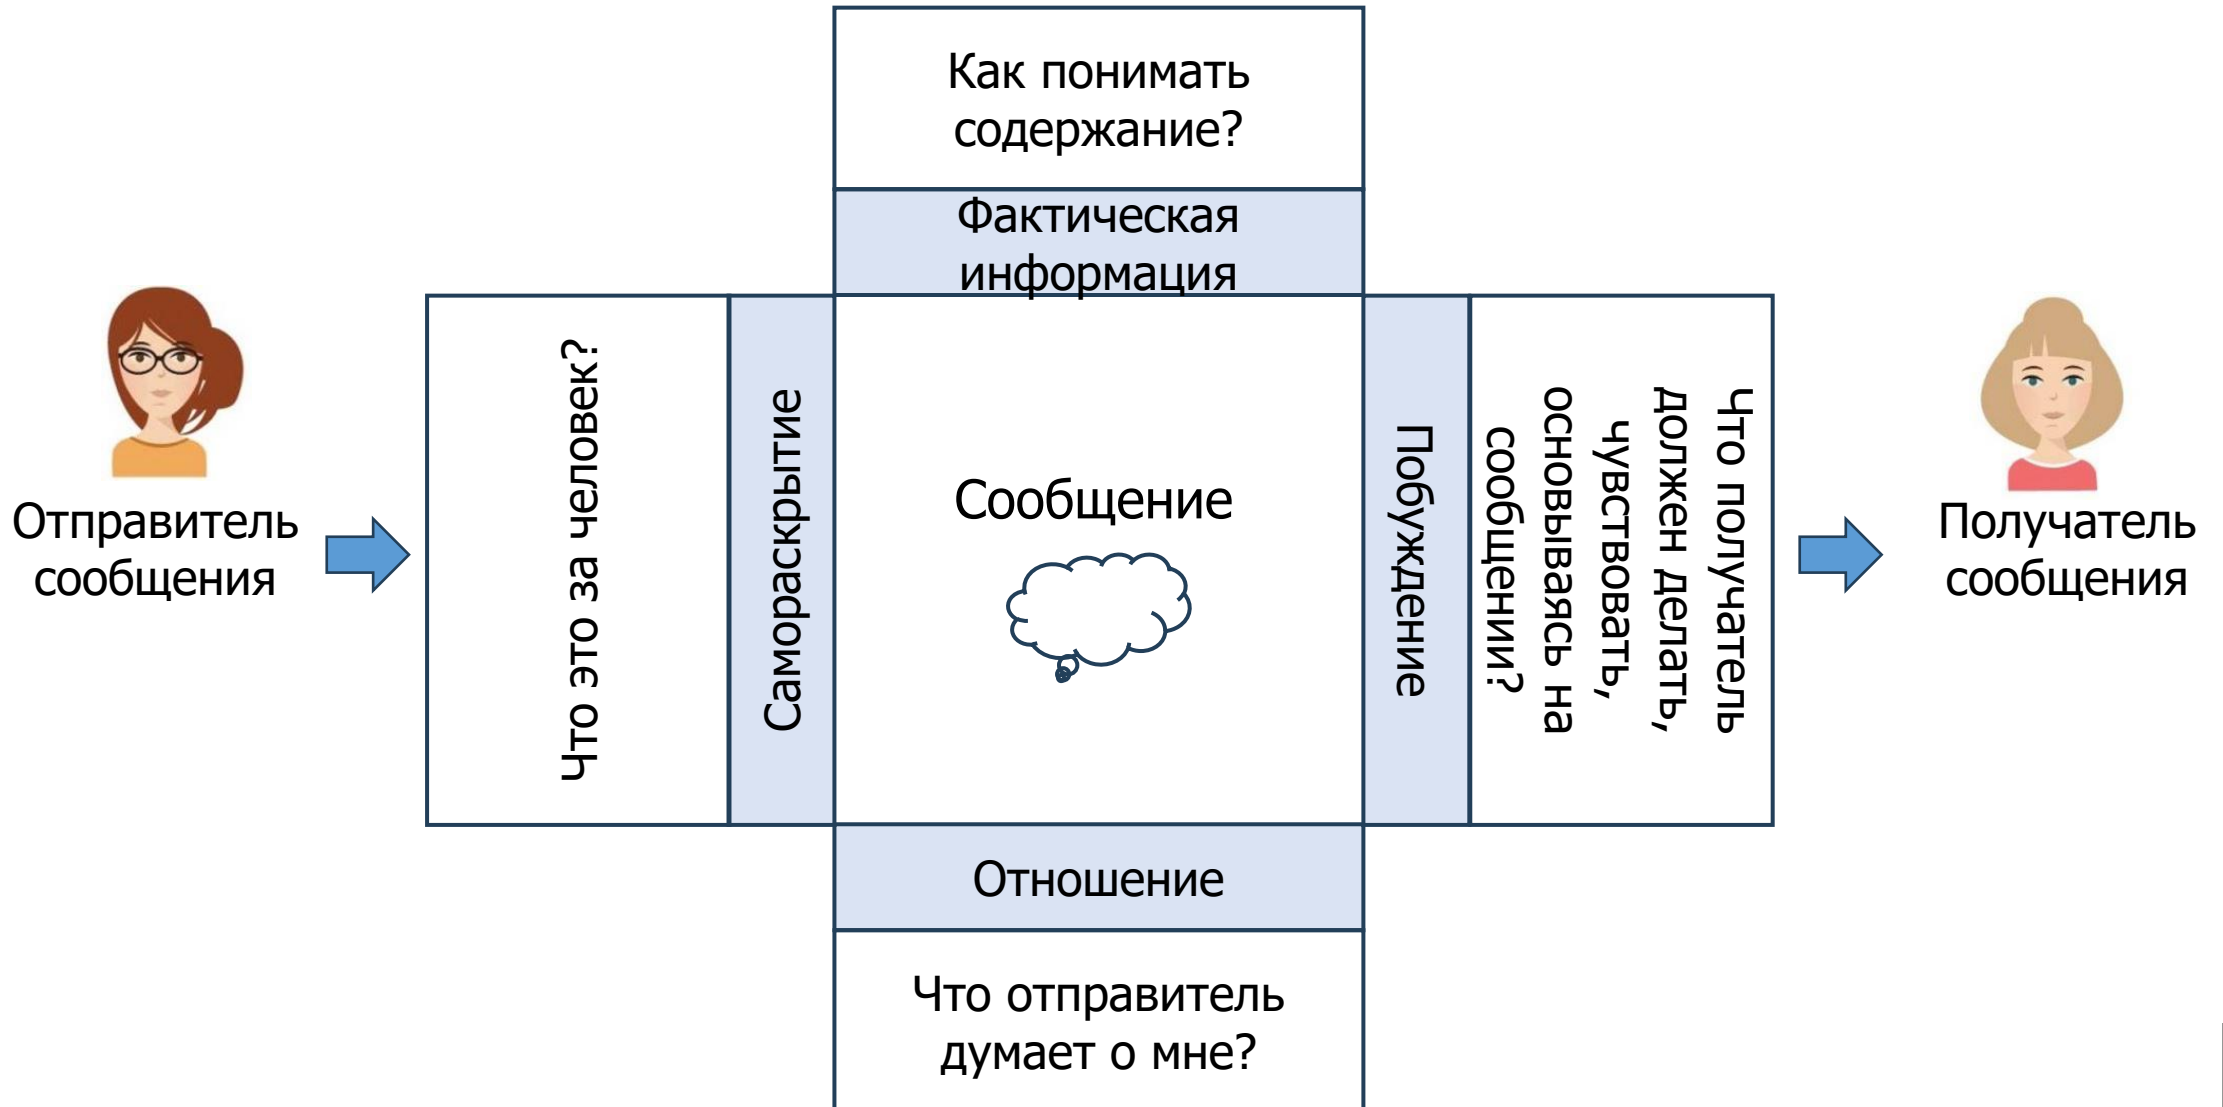 Как понимать
содержание?
Фактическая
информация
Отправитель
сообщения
Что это за человек?
Самораскрытие
Сообщение
Побуждение
Что получатель
должен делать,
чувствовать,
основываясь на
сообщении?
Получатель
сообщения
Отношение
Что отправитель
думает о мне?